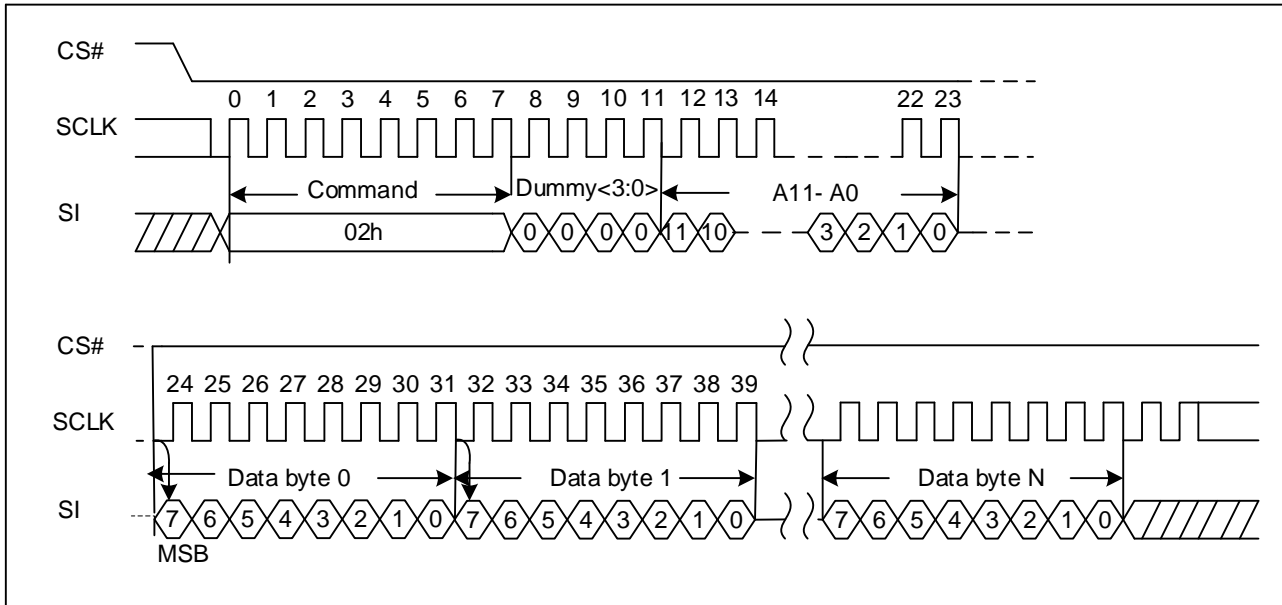 CS#
0 1 2 3 4 5 6 7 8 9 10 11 12 13 14 22 23
SCLK
Command Dummy<3:0> A11- A0
SI
02h 0 0 0 0 11 10 3 2 1 0
CS#
24 25 26 27 28 29 30 31 32 33 34 35 36 37 38 39
SCLK
Data byte 0 Data byte 1 Data byte N
SI
7 6 5 4 3 2 1 0 7 6 5 4 3 2 1 0 7 6 5 4 3 2 1 0
MSB